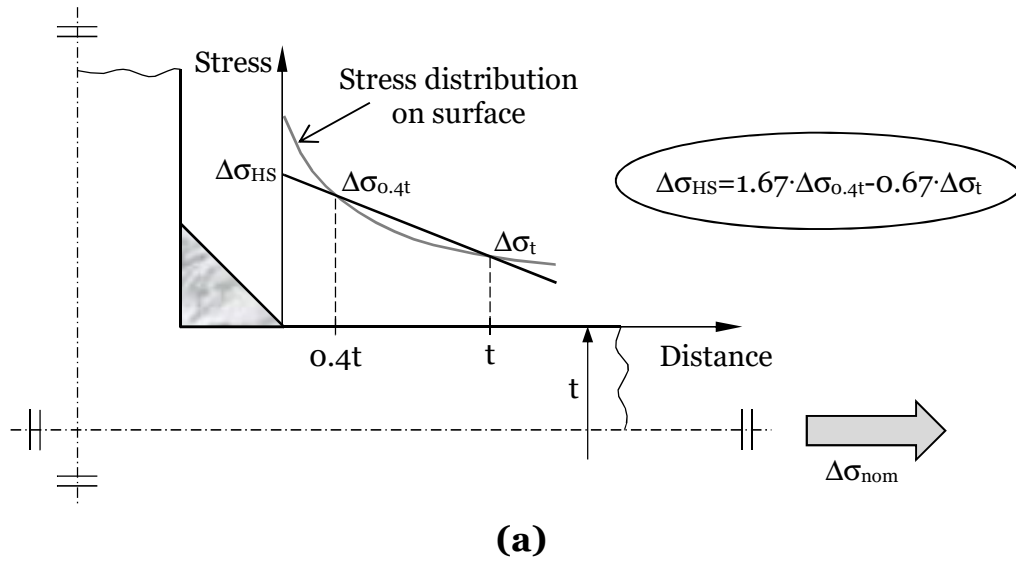 Stress
Stress distribution
on surface
ΔσHS
Δσ0.4t
ΔσHS=1.67·Δσ0.4t-0.67·Δσt
Δσt
0.4t
t
Distance
t
Δσnom
(a)